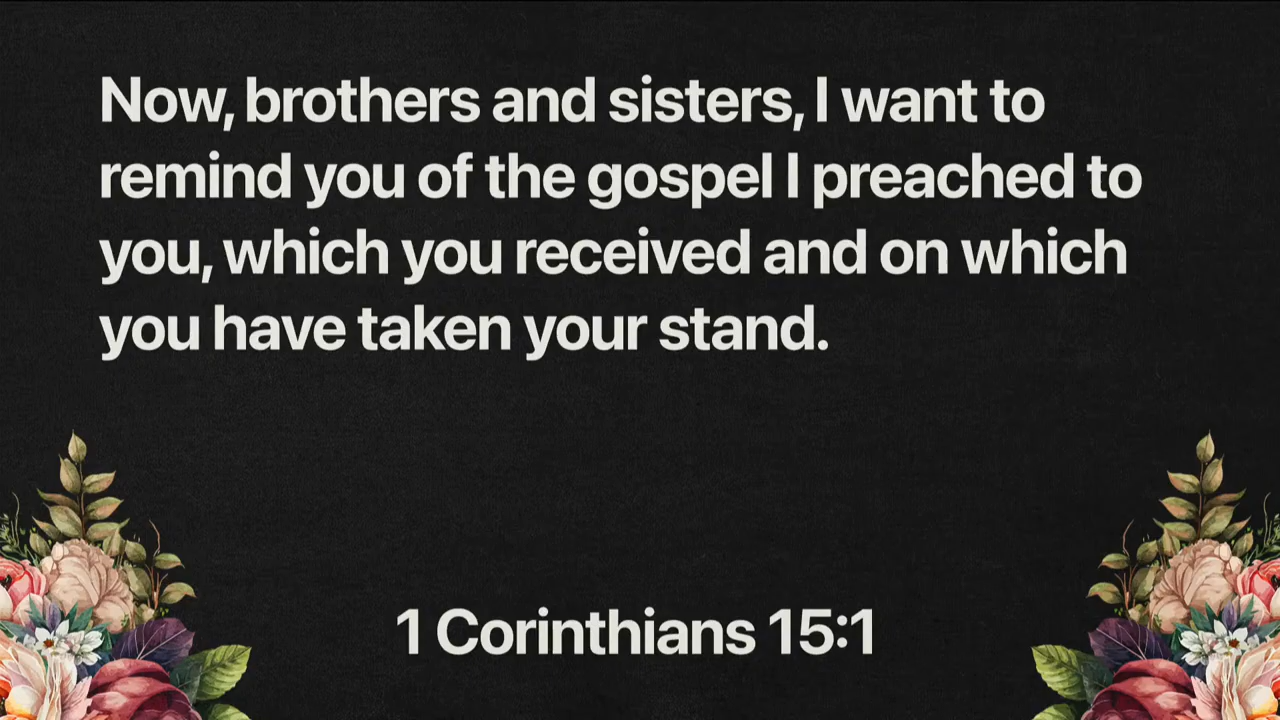 Now, brothers and sisters, I want to
remind you of the gospel I preached to
you, which you received and on which
you have taken your stand.
1 Corinthians 15:1